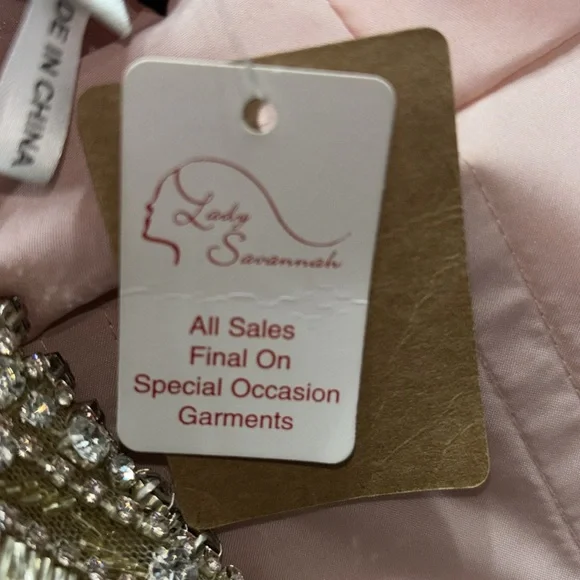 DE IN CHINA
Lady
Savannah
All Sales
Final On
Special Occasion
Garments